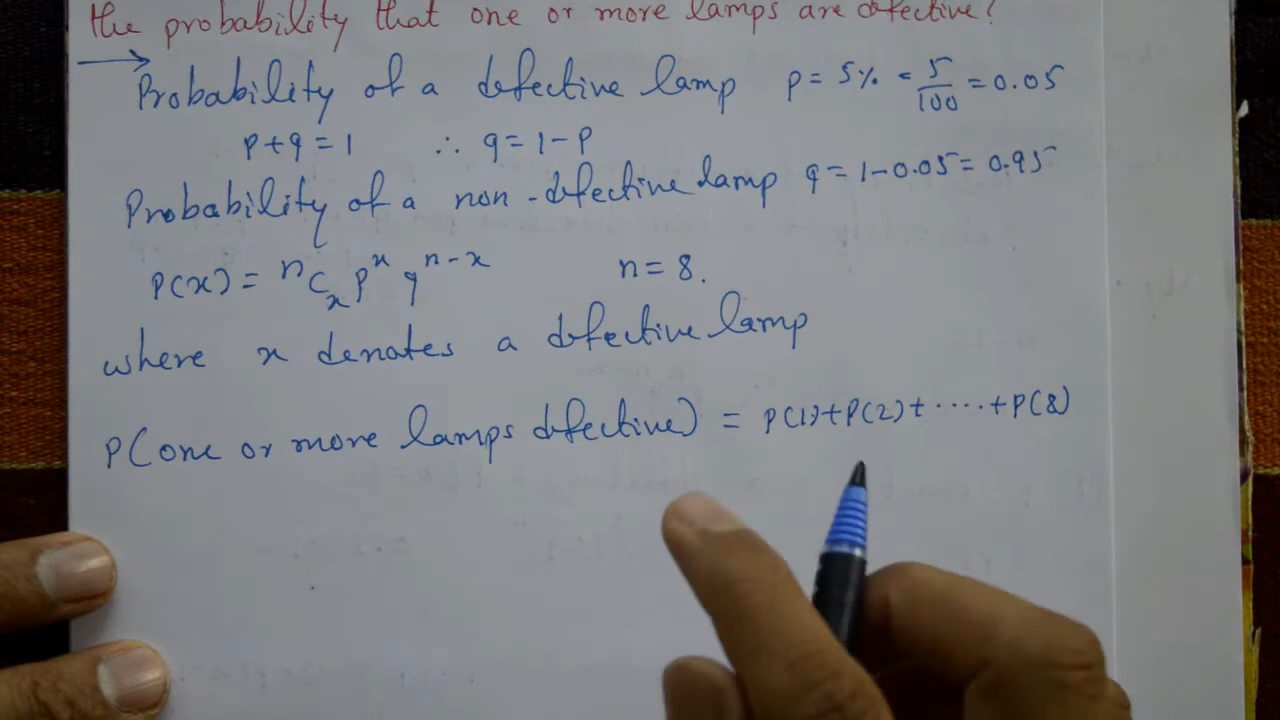 the probability that one or more lamps are defective?
Probability of a defective lamp p = 5% = 5/100 = 0.05
p + q = 1 ∴ q = 1 - p
Probability of a non-defective lamp q = 1 - 0.05 = 0.95
P(x) = ⁿCₓ pˣ qⁿ⁻ˣ n = 8.
where x denotes a defective lamp
P(one or more lamps defective) = P(1)+P(2)+.....+P(8)